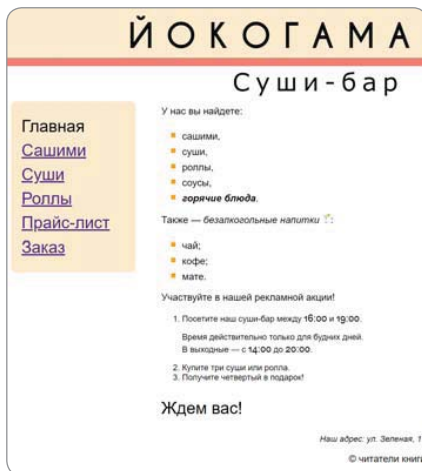 ЙОКОГАМА
Суши-бар
Главная
Сашими
Суши
Роллы
Прайс-лист
Заказ
У нас вы найдете:
сашими,
суши,
роллы,
соусы,
горячие блюда.
Также — безалкогольные напитки :
чай;
кофе;
мате.
Участвуйте в нашей рекламной акции!
1. Посетите наш суши-бар между 16:00 и 19:00.
Время действительно только для будних дней.
В выходные — с 14:00 до 20:00.
2. Купите три суши или ролла.
3. Получите четвертый в подарок!
Ждем вас!
Наш адрес: ул. Зеленая, 1
© читатели книги